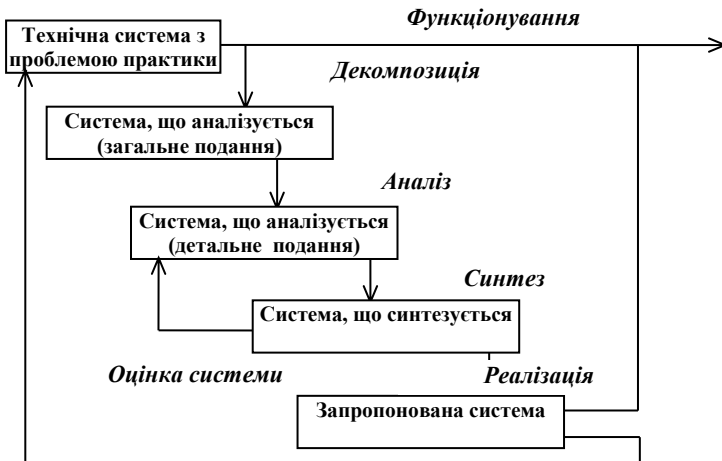 Функціонування
Технічна система з
проблемою практики
Декомпозиція
Система, що аналізується
(загальне подання)
Аналіз
Система, що аналізується
(детальне подання)
Синтез
Система, що синтезується
Оцінка системи
Реалізація
Запропонована система